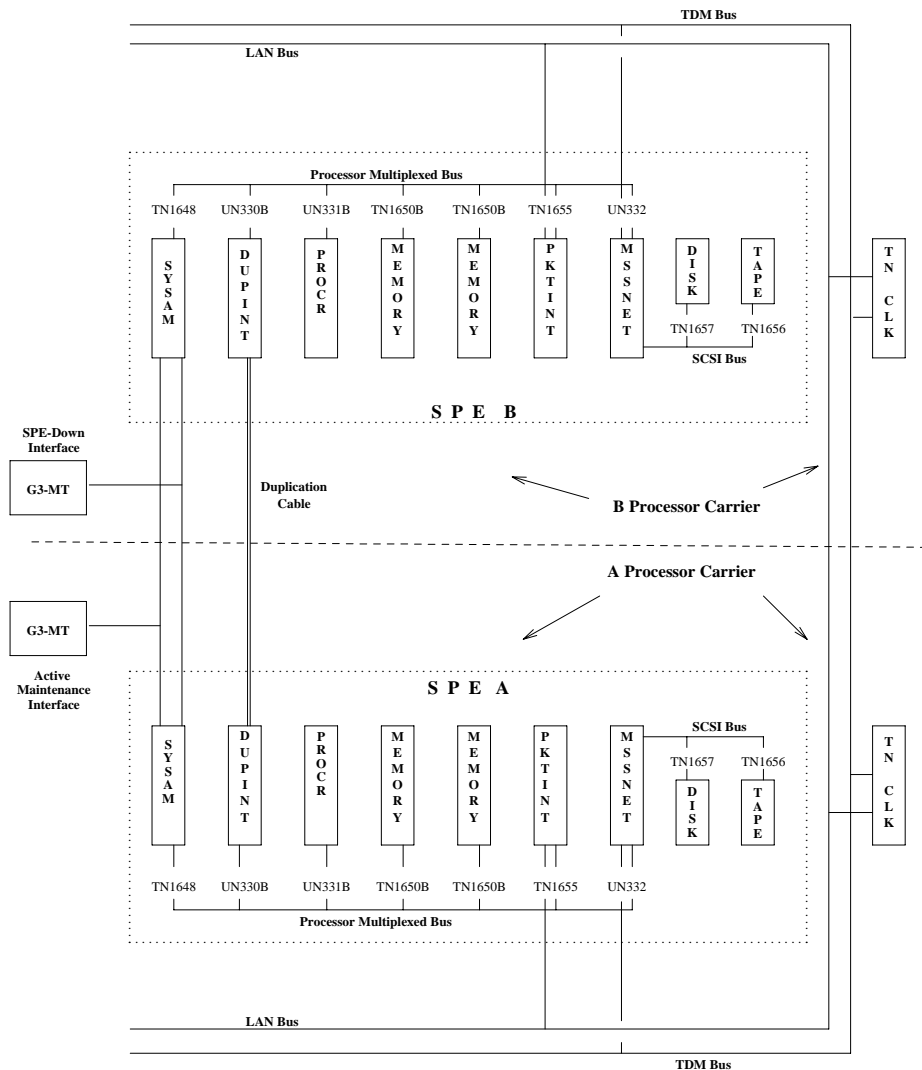 TDM Bus
LAN Bus
Processor Multiplexed Bus
TN1648 UN330B UN331B TN1650B TN1650B TN1655 UN332
SYSAM
DUPINT
PROCR
MEMORY
MEMORY
PKTINT
MSSNET
DISK
TAPE
TN CLK
TN1657 TN1656
SCSI Bus
S P E B
SPE-Down
Interface
G3-MT
Duplication
Cable
B Processor Carrier
A Processor Carrier
G3-MT
Active
Maintenance
Interface
S P E A
SCSI Bus
TN1657 TN1656
SYSAM
DUPINT
PROCR
MEMORY
MEMORY
PKTINT
MSSNET
DISK
TAPE
TN CLK
TN1648 UN330B UN331B TN1650B TN1650B TN1655 UN332
Processor Multiplexed Bus
LAN Bus
TDM Bus